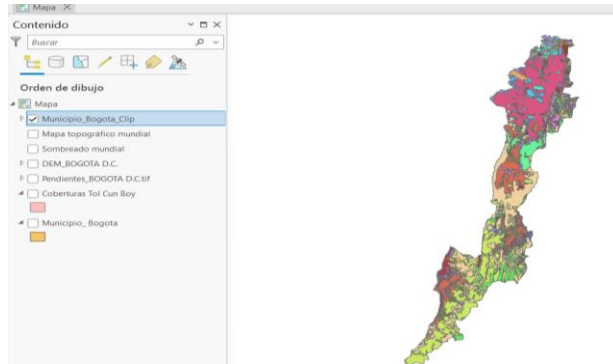 Mapa
Contenido
Buscar
Orden de dibujo
Mapa
Municipio_Bogota_Clip
Mapa topográfico mundial
Sombreado mundial
DEM_BOGOTA D.C.
Pendientes_BOGOTA D.C.tif
Coberturas Tol Cun Boy
Municipio_ Bogota